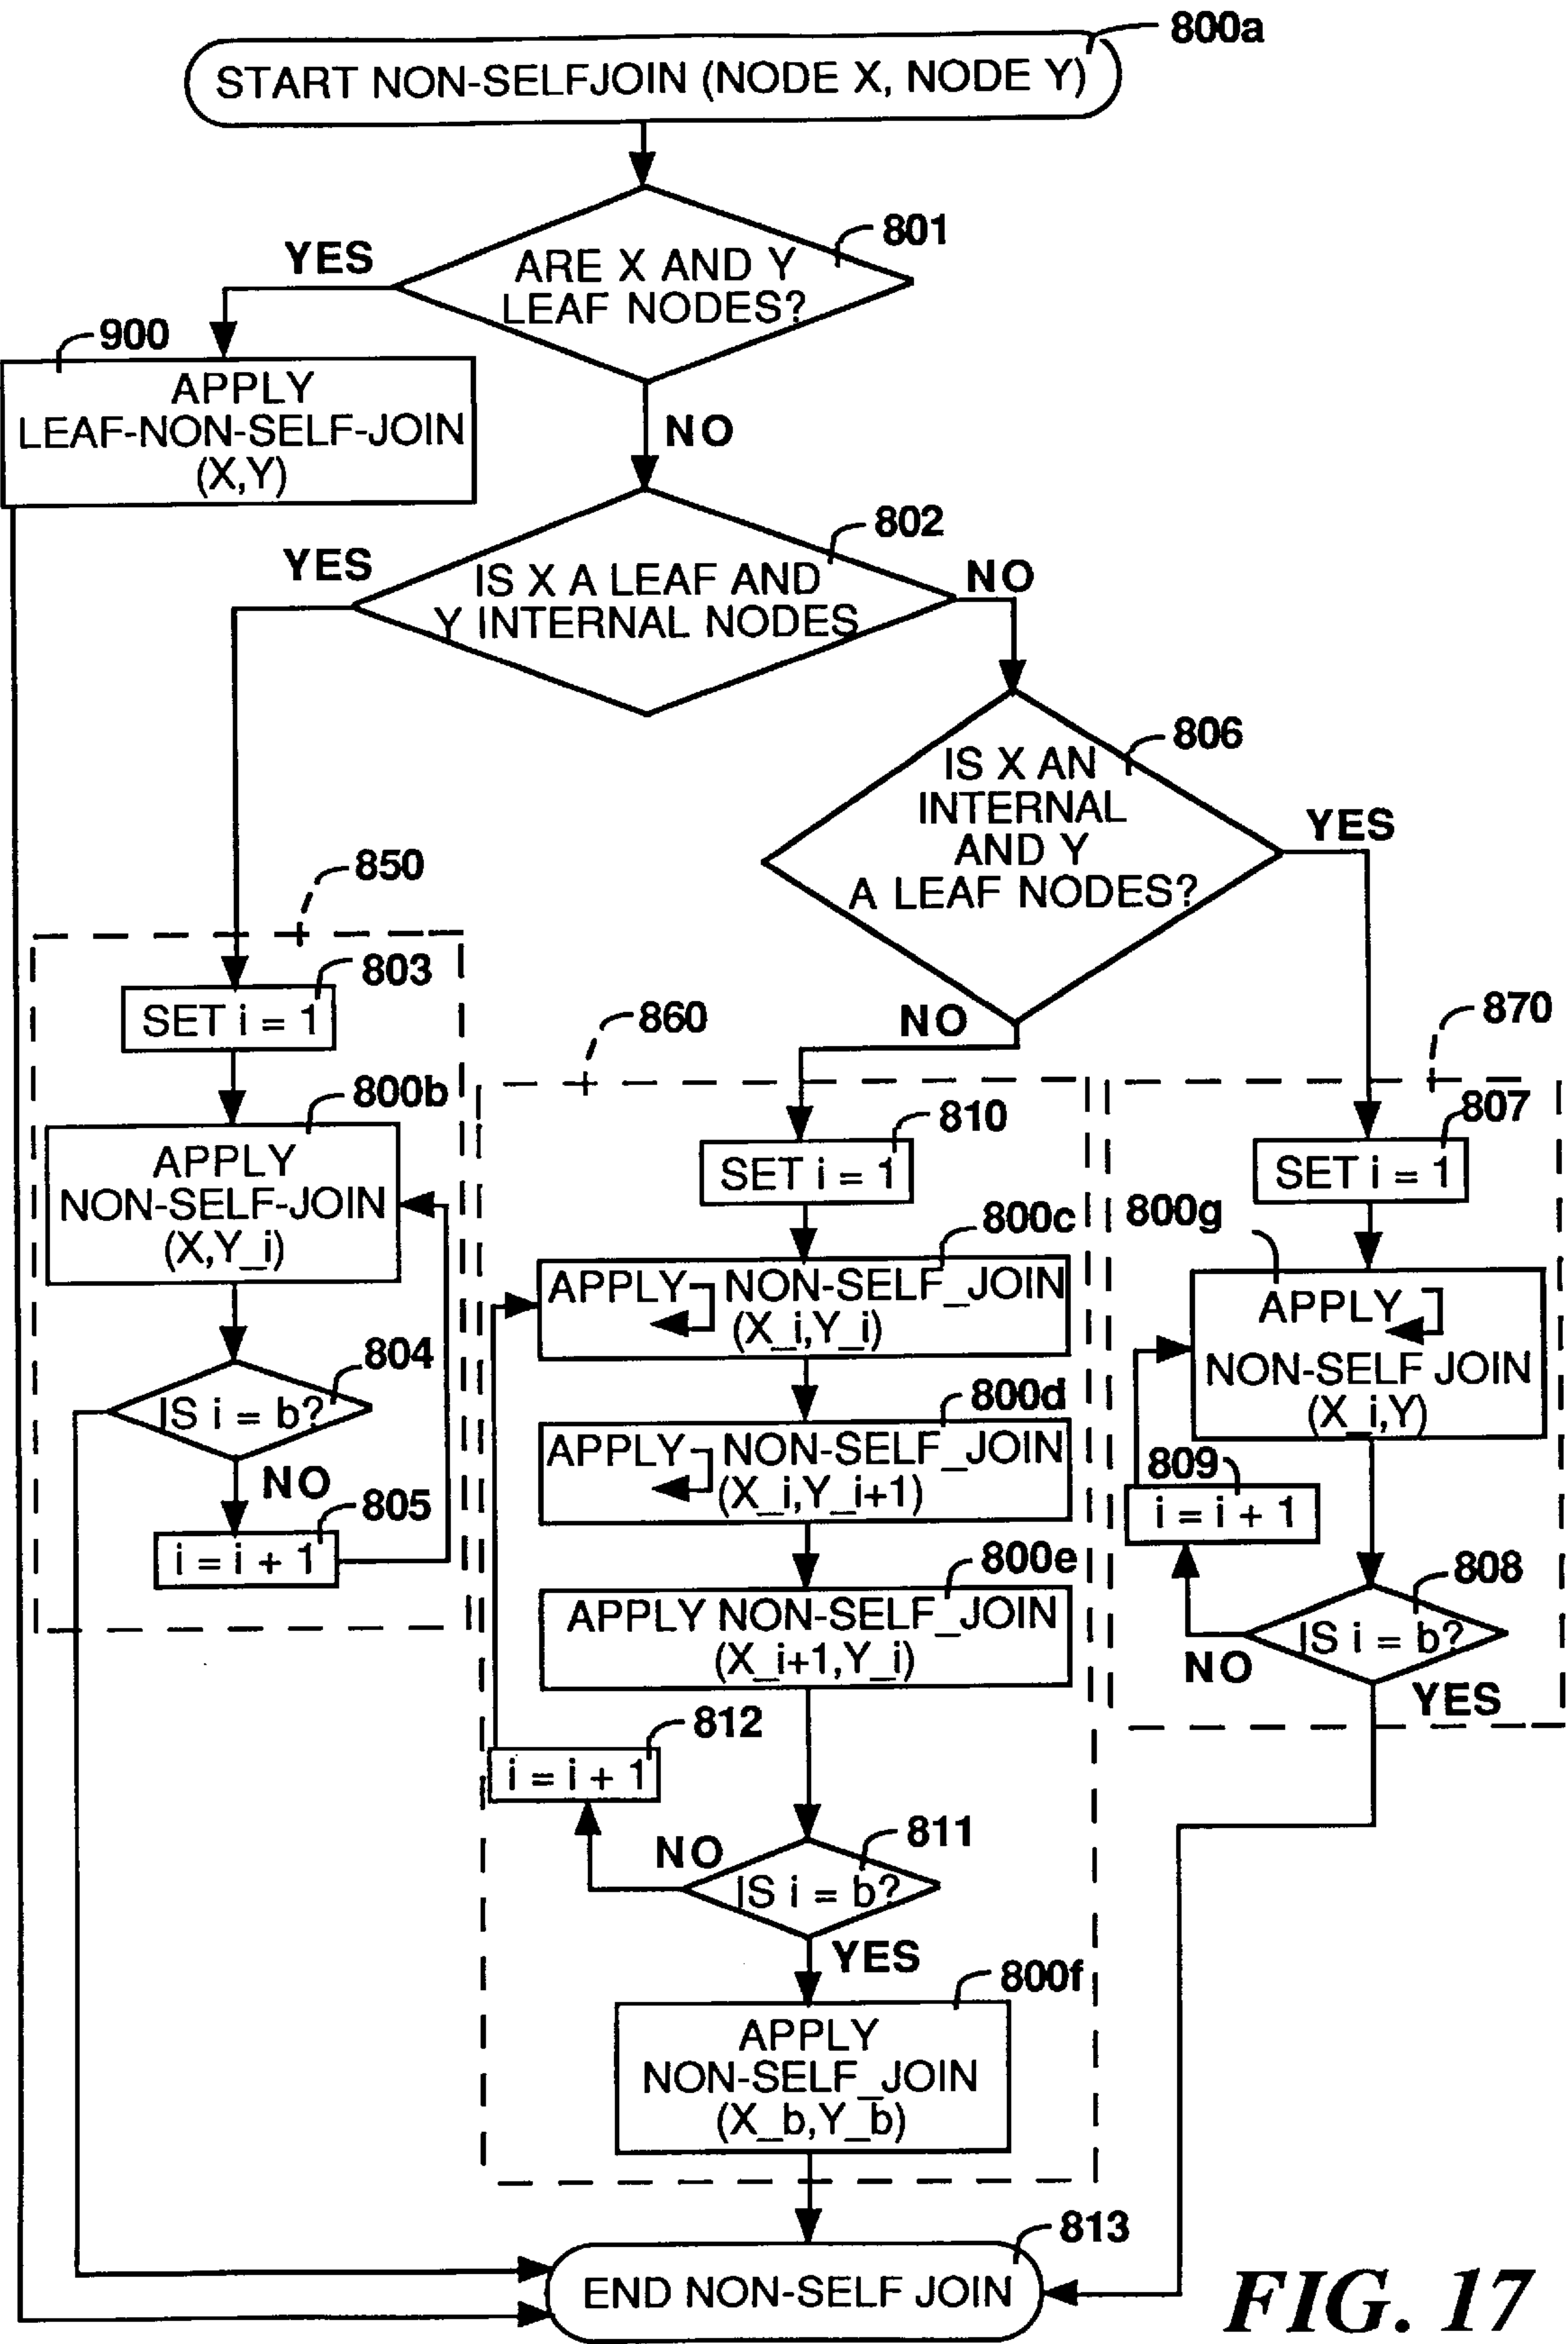 800a
START NON-SELFJOIN (NODE X, NODE Y)
801
YES
ARE X AND Y
LEAF NODES?
900
APPLY
LEAF-NON-SELF-JOIN
(X,Y)
NO
802
YES
IS X A LEAF AND
Y INTERNAL NODES
NO
806
IS X AN
INTERNAL
AND Y
A LEAF NODES?
YES
NO
850
803
SET i = 1
800b
APPLY
NON-SELF-JOIN
(X,Y_i)
804
IS i = b?
NO
805
i = i + 1
860
810
SET i = 1
800c
APPLY NON-SELF_JOIN
(X_i,Y_i)
800d
APPLY NON-SELF_JOIN
(X_i,Y_i+1)
800e
APPLY NON-SELF_JOIN
(X_i+1,Y_i)
812
i = i + 1
811
NO
IS i = b?
YES
800f
APPLY
NON-SELF_JOIN
(X_b,Y_b)
870
807
SET i = 1
800g
APPLY
NON-SELF JOIN
(X_i,Y)
809
i = i + 1
808
IS i = b?
NO
YES
813
END NON-SELF JOIN
FIG. 17